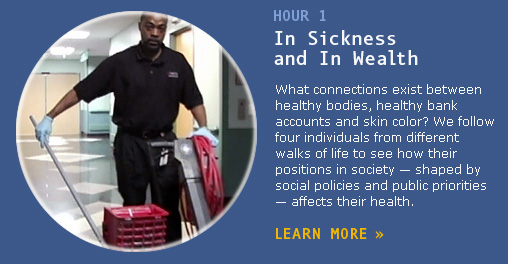 HOUR 1
In Sickness
and In Wealth
What connections exist between
healthy bodies, healthy bank
accounts and skin color? We follow
four individuals from different
walks of life to see how their
positions in society — shaped by
social policies and public priorities
— affects their health.
LEARN MORE »